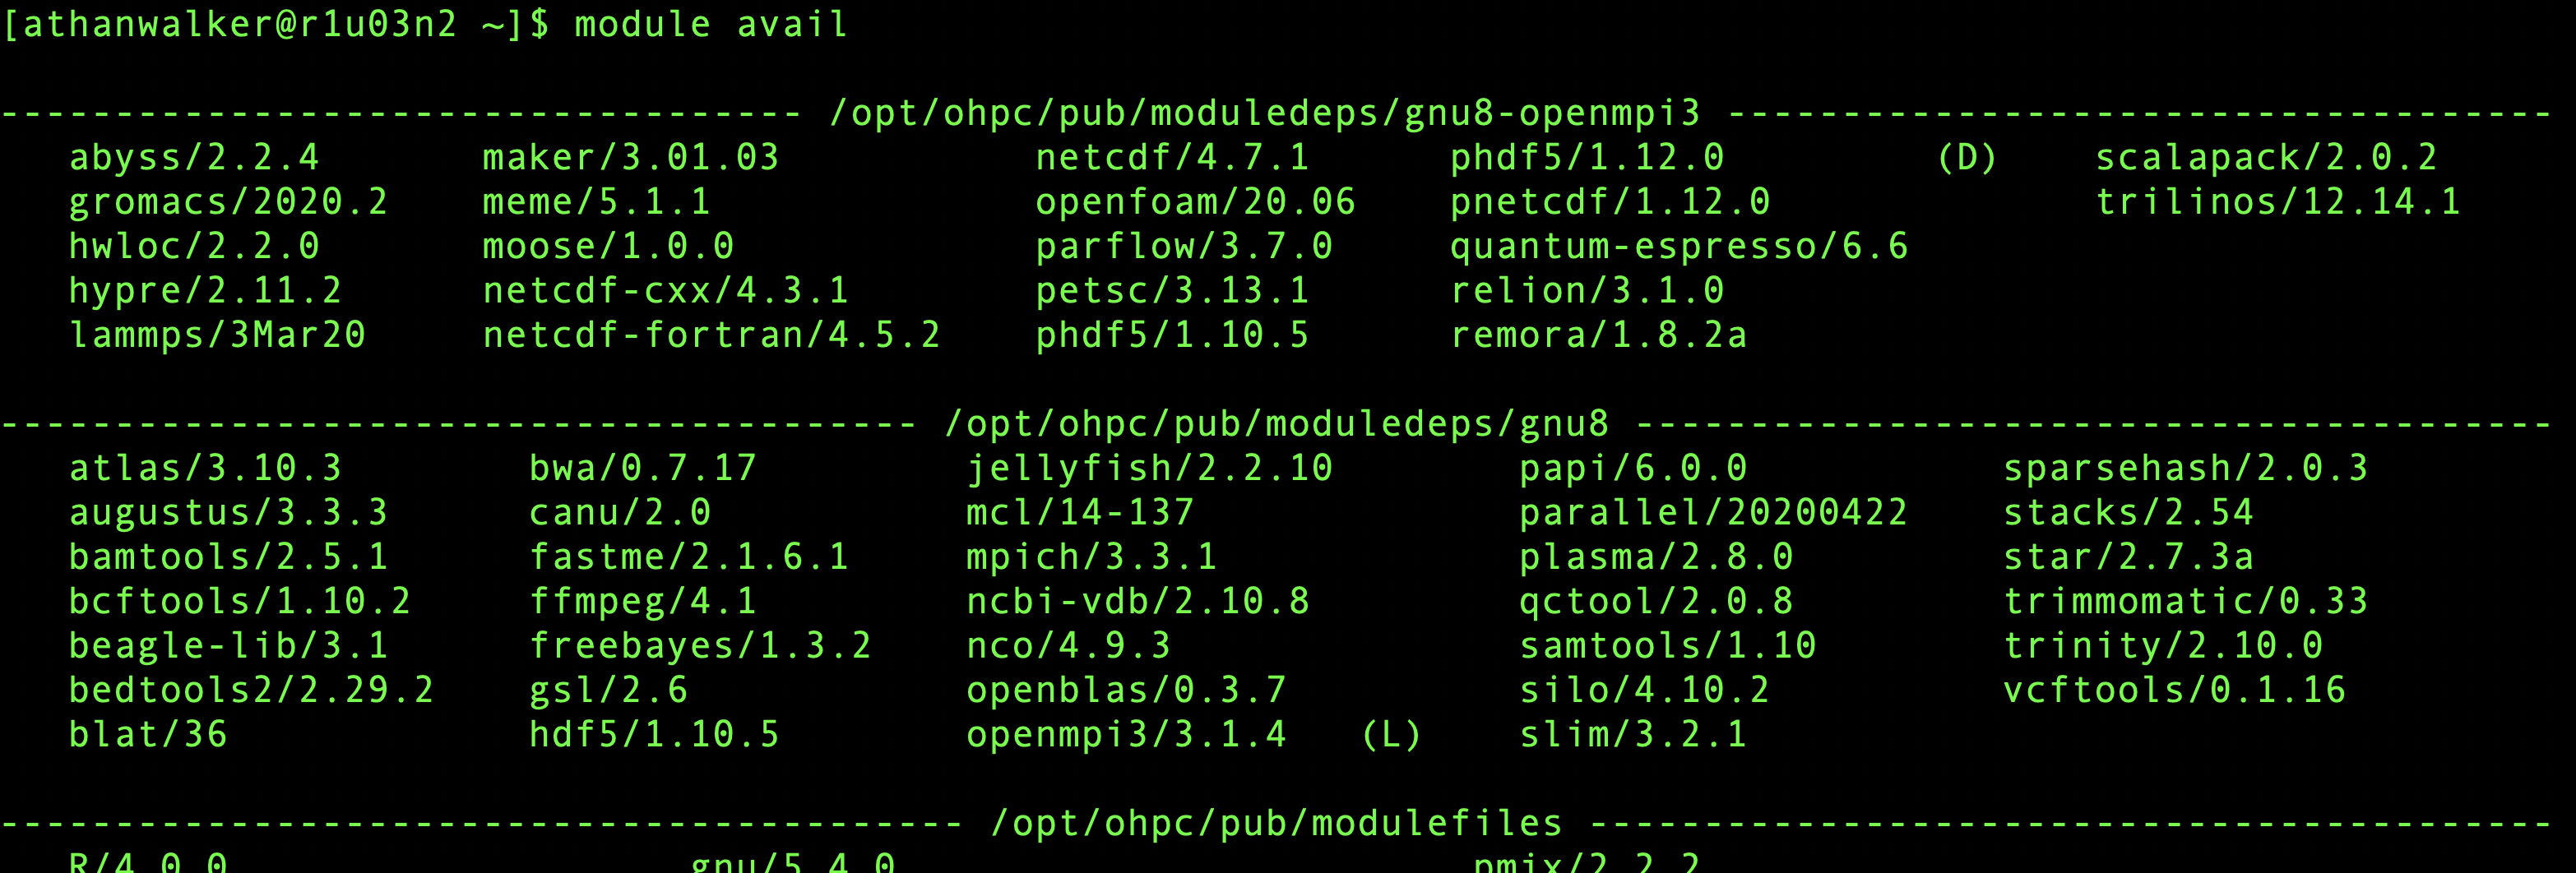 [athanwalker@r1u03n2 ~]$ module avail
----------------------------------- /opt/ohpc/pub/moduledeps/gnu8-openmpi3 ------------------------------------
abyss/2.2.4 maker/3.01.03 netcdf/4.7.1 phdf5/1.12.0 (D) scalapack/2.0.2
gromacs/2020.2 meme/5.1.1 openfoam/20.06 pnetcdf/1.12.0 trilinos/12.14.1
hwloc/2.2.0 moose/1.0.0 parflow/3.7.0 quantum-espresso/6.6
hypre/2.11.2 netcdf-cxx/4.3.1 petsc/3.13.1 relion/3.1.0
lammps/3Mar20 netcdf-fortran/4.5.2 phdf5/1.10.5 remora/1.8.2a
---------------------------------------- /opt/ohpc/pub/moduledeps/gnu8 ----------------------------------------
atlas/3.10.3 bwa/0.7.17 jellyfish/2.2.10 papi/6.0.0 sparsehash/2.0.3
augustus/3.3.3 canu/2.0 mcl/14-137 parallel/20200422 stacks/2.54
bamtools/2.5.1 fastme/2.1.6.1 mpich/3.3.1 plasma/2.8.0 star/2.7.3a
bcftools/1.10.2 ffmpeg/4.1 ncbi-vdb/2.10.8 qctool/2.0.8 trimmomatic/0.33
beagle-lib/3.1 freebayes/1.3.2 nco/4.9.3 samtools/1.10 trinity/2.10.0
bedtools2/2.29.2 gsl/2.6 openblas/0.3.7 silo/4.10.2 vcftools/0.1.16
blat/36 hdf5/1.10.5 openmpi3/3.1.4 (L) slim/3.2.1
------------------------------------------ /opt/ohpc/pub/modulefiles ------------------------------------------
R/4.0.0 gnu/5.4.0 pmix/2.2.2